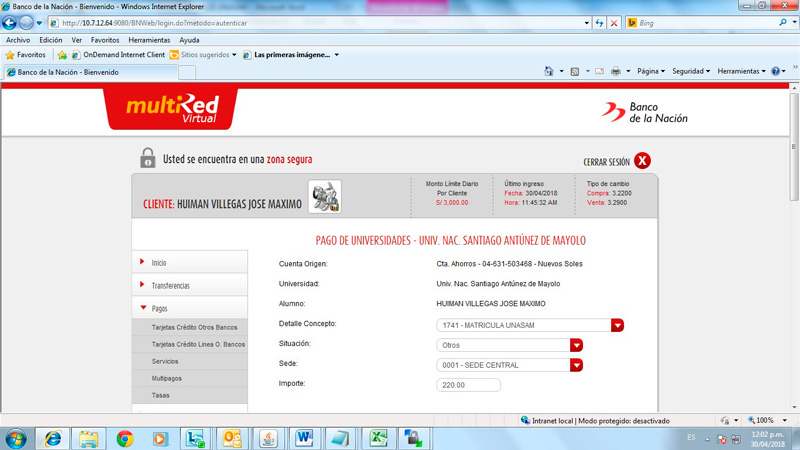 Banco de la Nación - Bienvenido - Windows Internet Explorer
http://10.7.12.64:9080/BNWeb/login.do?metodo=autenticar
Bing
Archivo Edición Ver Favoritos Herramientas Ayuda
Favoritos OnDemand Internet Client Sitios sugeridos Las primeras imágene...
Banco de la Nación - Bienvenido
Página Seguridad Herramientas
multiRed
Virtual
Banco
de la Nación
Usted se encuentra en una zona segura
CERRAR SESIÓN X
CLIENTE: HUIMAN VILLEGAS JOSE MAXIMO
Monto Límite Diario
Por Cliente
S/ 3,000.00
Último ingreso
Fecha: 30/04/2018
Hora: 11:45:32 AM
Tipo de cambio
Compra: 3.2200
Venta: 3.2900
Inicio
Transferencias
Pagos
Tarjetas Crédito Otros Bancos
Tarjetas Crédito Linea O. Bancos
Servicios
Multipagos
Tasas
PAGO DE UNIVERSIDADES - UNIV. NAC. SANTIAGO ANTÚNEZ DE MAYOLO
Cuenta Origen: Cta. Ahorros - 04-631-503468 - Nuevos Soles
Universidad: Univ. Nac. Santiago Antúnez de Mayolo
Alumno: HUIMAN VILLEGAS JOSE MAXIMO
Detalle Concepto: 1741 - MATRICULA UNASAM
Situación: Otros
Sede: 0001 - SEDE CENTRAL
Importe: 220.00
Intranet local | Modo protegido: desactivado
100%
ES
12:02 p.m.
30/04/2018